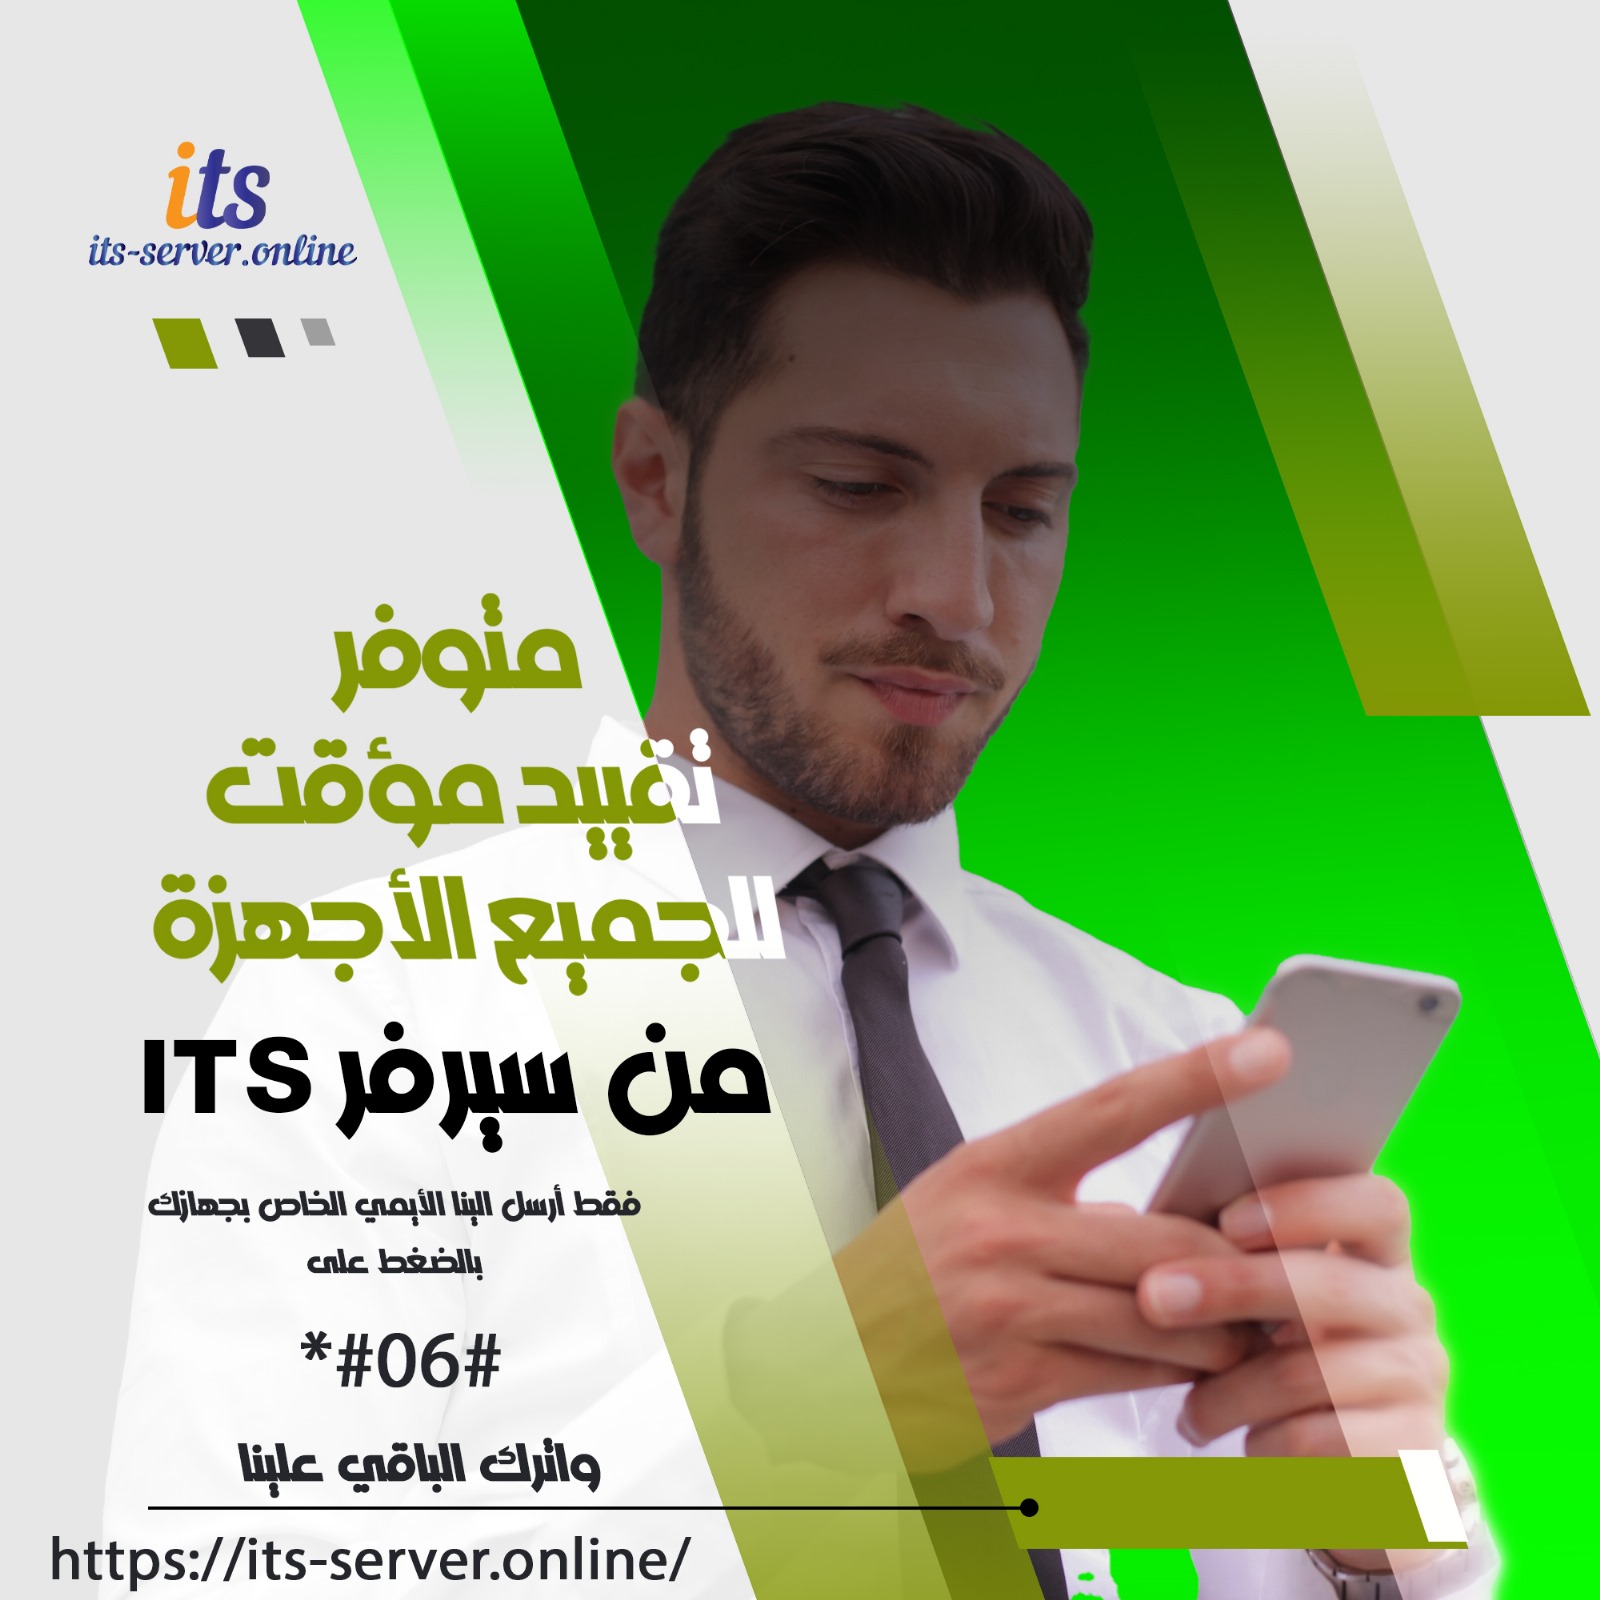 its
its-server.online
متوفر
تقييد مؤقت
للجميع الأجهزة
من سيرفر ITS
فقط أرسل الينا الأيمي الخاص بجهازك
بالضغط على
*#06#
واترك الباقي علينا
https://its-server.online/